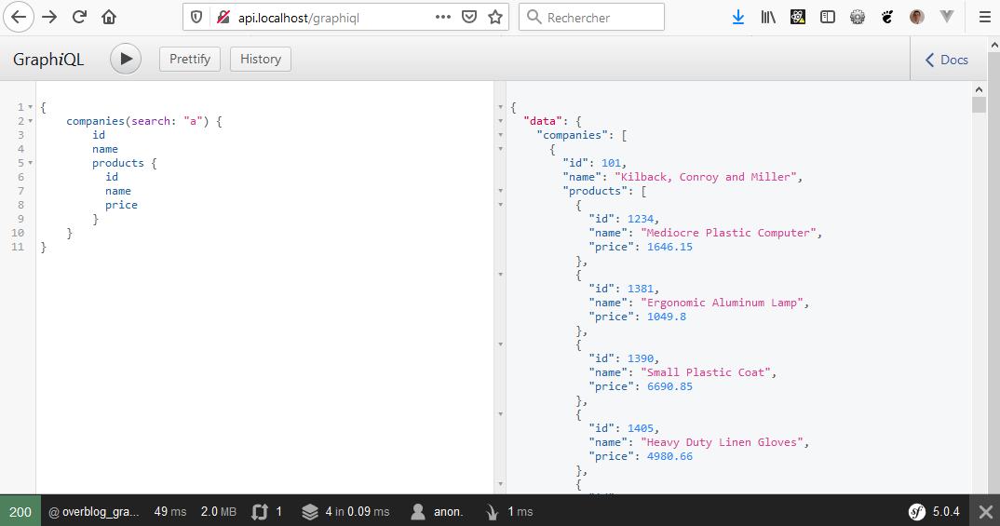 api.localhost/graphiql
Rechercher
GraphiQL
Prettify
History
Docs
1 {
2 companies(search: "a") {
3 id
4 name
5 products {
6 id
7 name
8 price
9 }
10 }
11 }
{
"data": {
"companies": [
{
"id": 101,
"name": "Kilback, Conroy and Miller",
"products": [
{
"id": 1234,
"name": "Mediocre Plastic Computer",
"price": 1646.15
},
{
"id": 1381,
"name": "Ergonomic Aluminum Lamp",
"price": 1049.8
},
{
"id": 1390,
"name": "Small Plastic Coat",
"price": 6690.85
},
{
"id": 1405,
"name": "Heavy Duty Linen Gloves",
"price": 4980.66
},
{
200 @ overblog_gra... 49 ms 2.0 MB 1 4 in 0.09 ms anon. 1 ms sf 5.0.4